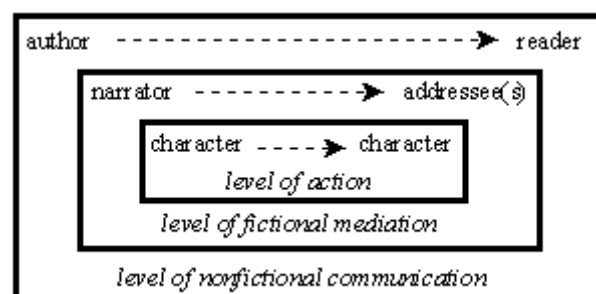 author reader
narrator addressee(s)
character character
level of action
level of fictional mediation
level of nonfictional communication